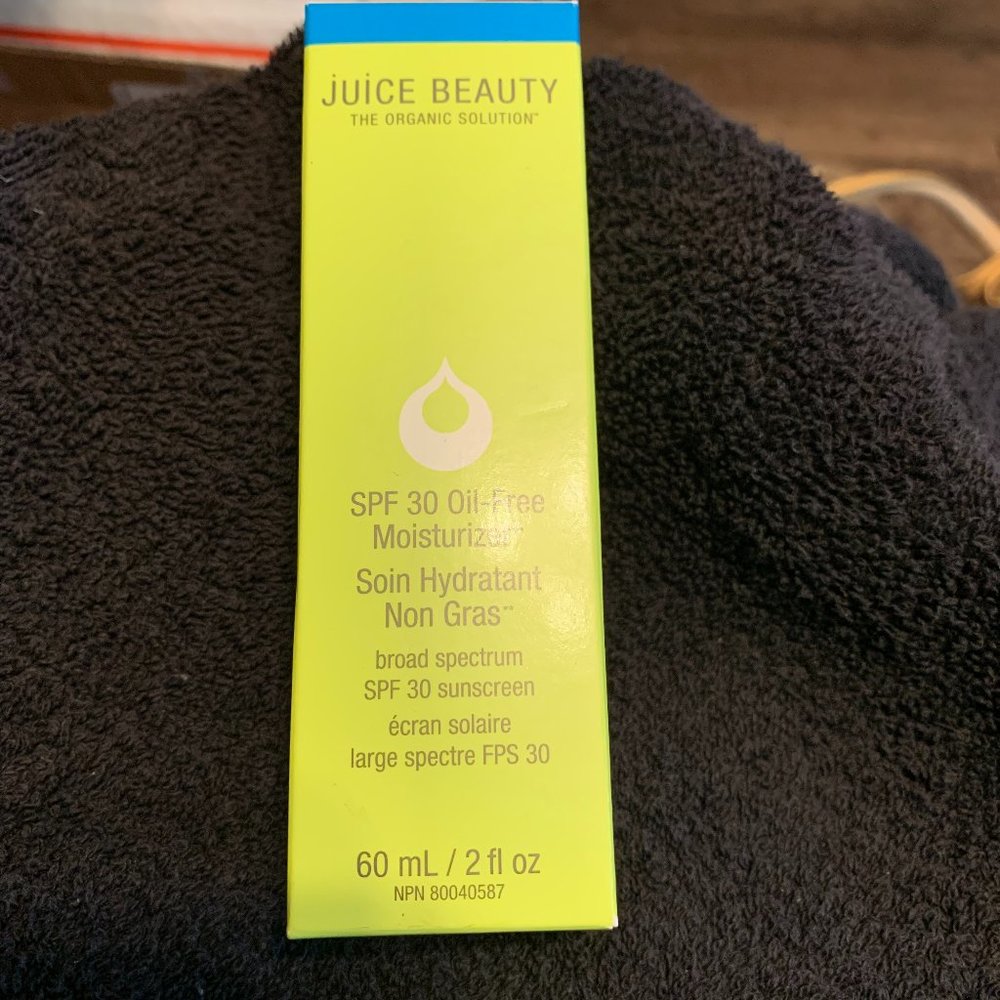 JUICE BEAUTY
THE ORGANIC SOLUTION™
SPF 30 Oil-Free
Moisturizer**
Soin Hydratant
Non Gras**
broad spectrum
SPF 30 sunscreen
écran solaire
large spectre FPS 30
60 mL / 2 fl oz
NPN 80040587